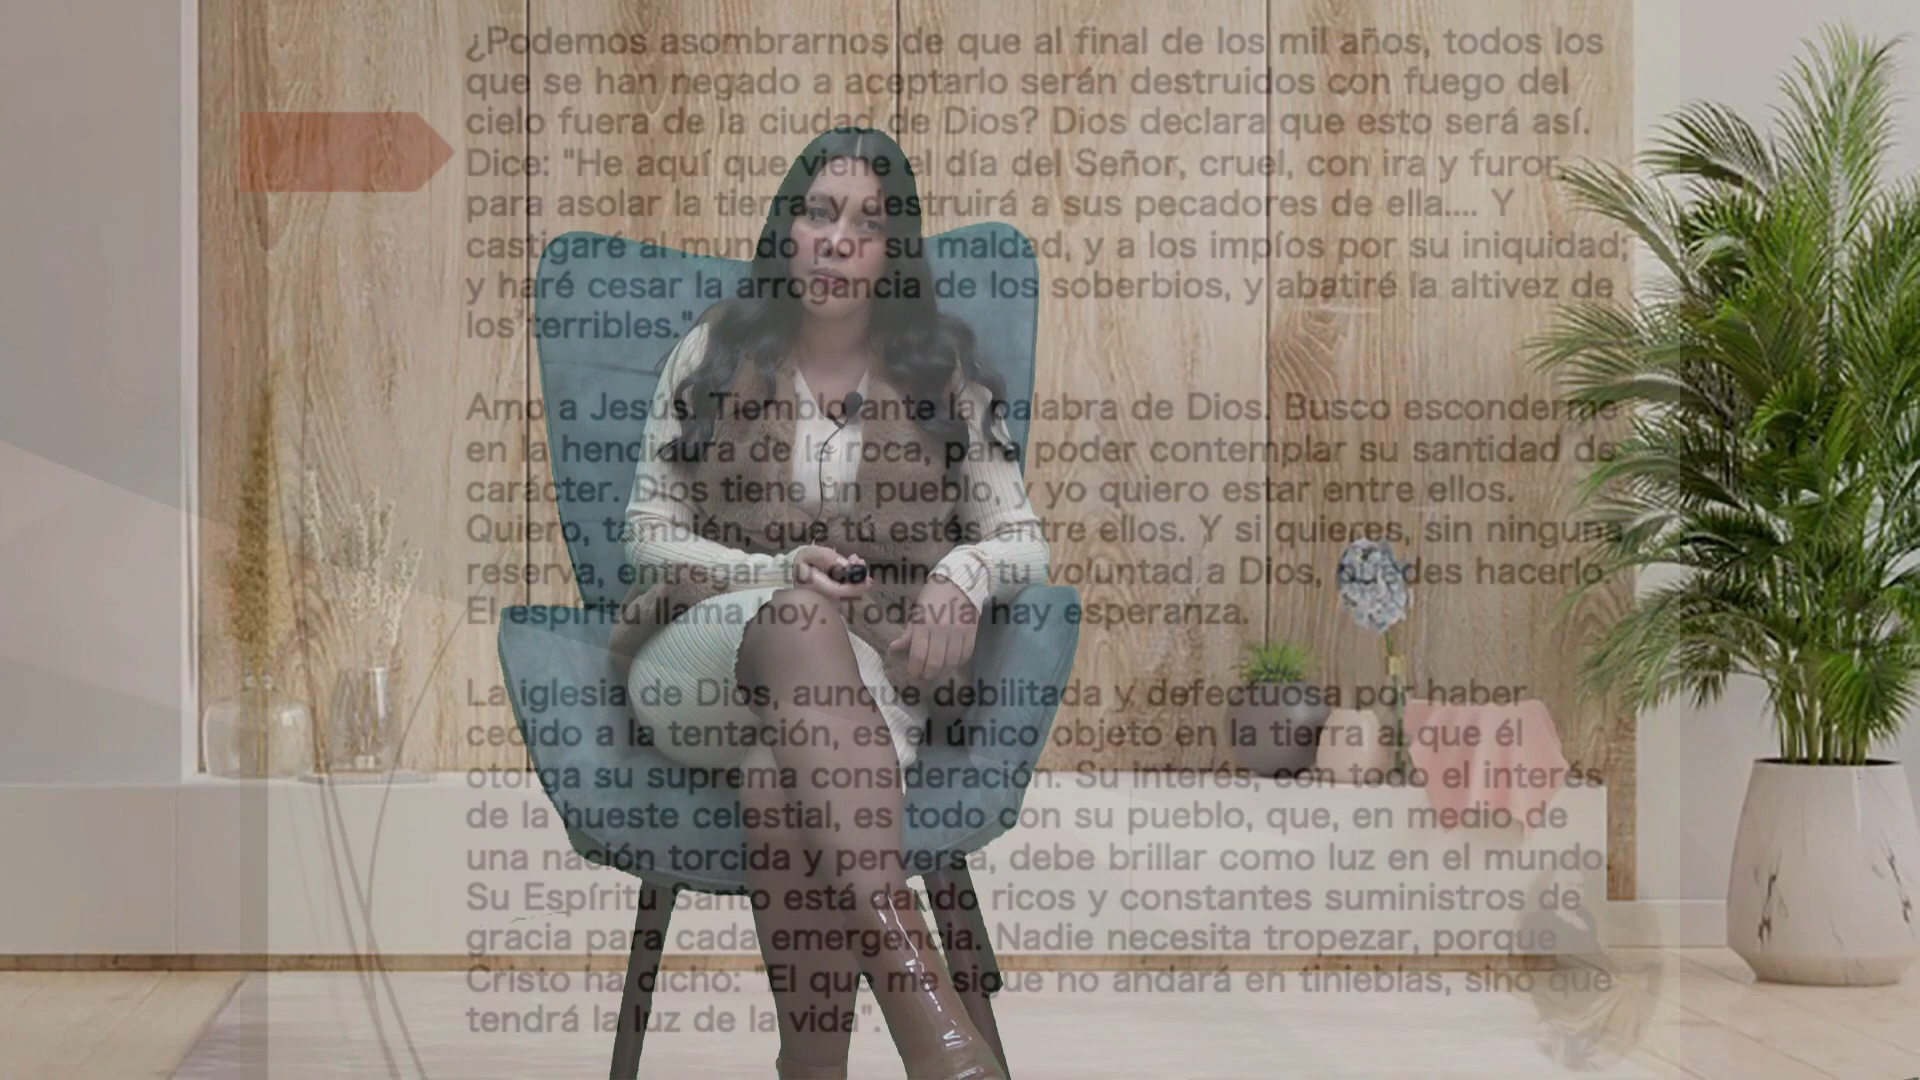 ¿Podemos asombrarnos de que al final de los mil años, todos los
que se han negado a aceptarlo serán destruidos con fuego del
cielo fuera de la ciudad de Dios? Dios declara que esto será así.
Dice: "He aquí que viene el día del Señor, cruel, con ira y furor
para asolar la tierra y destruirá a sus pecadores de ella.... Y
castigaré al mundo por su maldad, y a los impíos por su iniquidad;
y haré cesar la arrogancia de los soberbios, y abatiré la altivez de
los terribles."
Amo a Jesús. Tiemblo ante la palabra de Dios. Busco esconderme
en la hendidura de la roca, para poder contemplar su santidad de
carácter. Dios tiene un pueblo, y yo quiero estar entre ellos.
Quiero, también, que tú estés entre ellos. Y si quieres, sin ninguna
reserva, entregar tu camino y tu voluntad a Dios, puedes hacerlo.
El espíritu llama hoy. Todavía hay esperanza.
La iglesia de Dios, aunque debilitada y defectuosa por haber
cedido a la tentación, es el único objeto en la tierra al que él
otorga su suprema consideración. Su interés, con todo el interés
de la hueste celestial, es todo con su pueblo, que, en medio de
una nación torcida y perversa, debe brillar como luz en el mundo.
Su Espíritu Santo está dando ricos y constantes suministros de
gracia para cada emergencia. Nadie necesita tropezar, porque
Cristo ha dicho: "El que me sigue no andará en tinieblas, sino que
tendrá la luz de la vida".